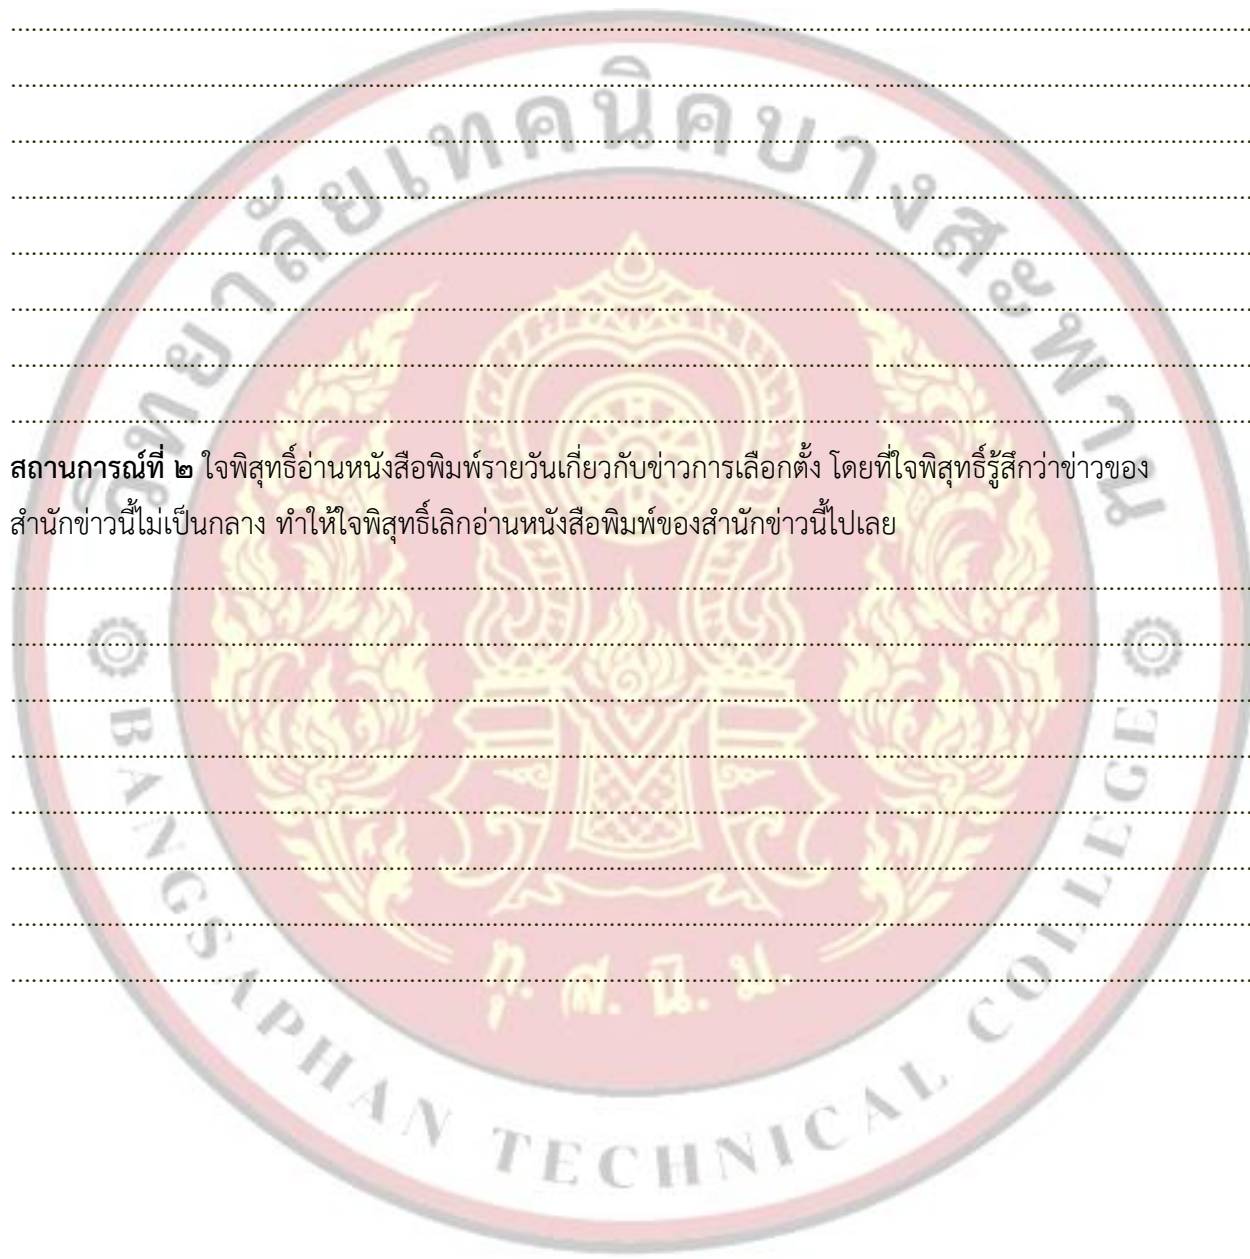 วิทยาลัยเทคนิคบางสะพาน
สถานการณ์ที่ ๒ ใจพิสุทธิ์อ่านหนังสือพิมพ์รายวันเกี่ยวกับข่าวการเลือกตั้ง โดยที่ใจพิสุทธิ์รู้สึกว่าข่าวของ
สำนักข่าวนี้ไม่เป็นกลาง ทำให้ใจพิสุทธิ์เลิกอ่านหนังสือพิมพ์ของสำนักข่าวนี้ไปเลย
ทุ. ส. นิ. ม.
BANGSAPHAN TECHNICAL COLLEGE